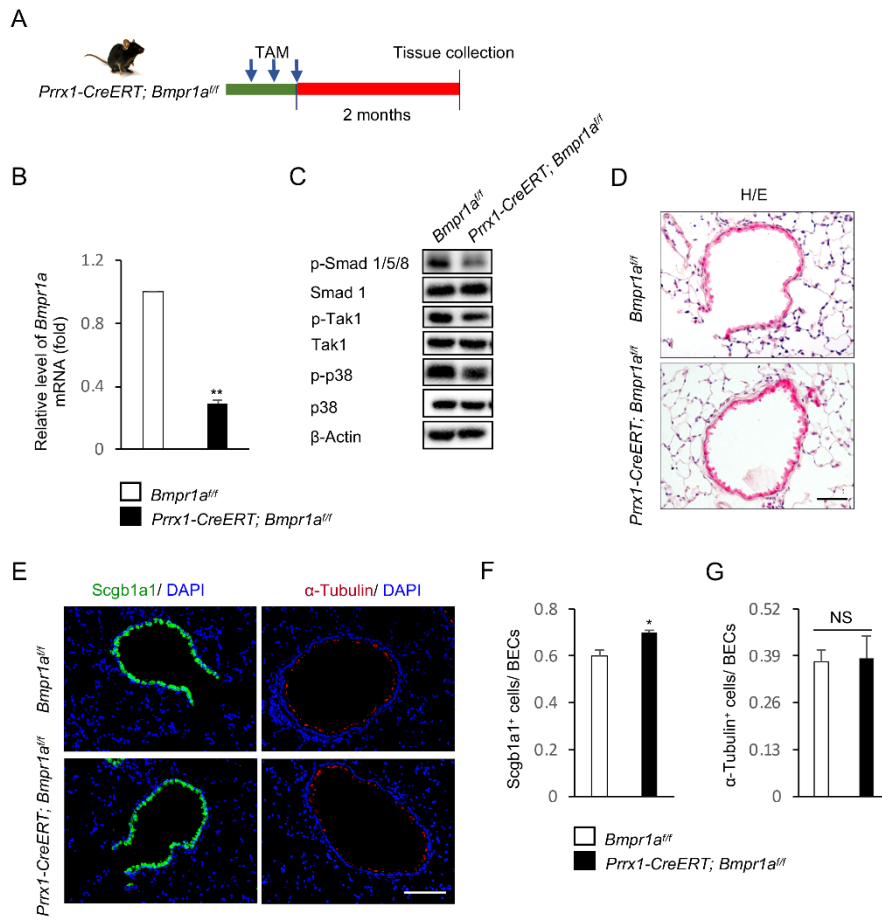 A
TAM
Tissue collection
Prrx1-CreERT; Bmpr1a^f/f
2 months
B
Relative level of Bmpr1a
mRNA (fold)
1.2
0.8
0.4
0
**
Bmpr1a^f/f
Prrx1-CreERT; Bmpr1a^f/f
C
Bmpr1a^f/f
Prrx1-CreERT; Bmpr1a^f/f
p-Smad 1/5/8
Smad 1
p-Tak1
Tak1
p-p38
p38
β-Actin
D
H/E
Bmpr1a^f/f
Prrx1-CreERT; Bmpr1a^f/f
E
Scgb1a1/ DAPI
α-Tubulin/ DAPI
Bmpr1a^f/f
Prrx1-CreERT; Bmpr1a^f/f
F
Scgb1a1⁺ cells/ BECs
0.8
0.6
0.4
0.2
0
*
G
α-Tubulin⁺ cells/ BECs
0.52
0.39
0.26
0.13
0
NS
Bmpr1a^f/f
Prrx1-CreERT; Bmpr1a^f/f